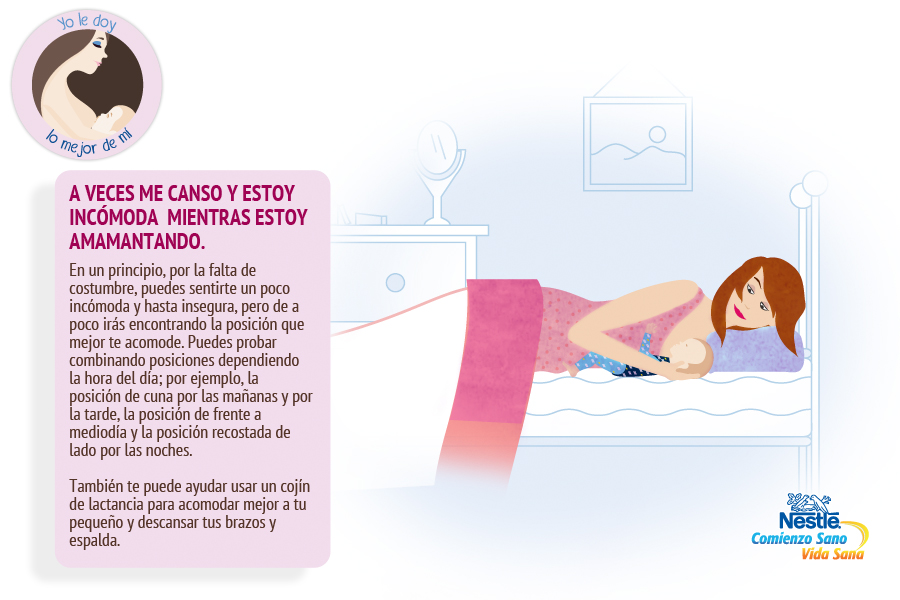 Yo le doy
lo mejor de mí
A VECES ME CANSO Y ESTOY
INCÓMODA MIENTRAS ESTOY
AMAMANTANDO.
En un principio, por la falta de
costumbre, puedes sentirte un poco
incómoda y hasta insegura, pero de a
poco irás encontrando la posición que
mejor te acomode. Puedes probar
combinando posiciones dependiendo
la hora del día; por ejemplo, la
posición de cuna por las mañanas y por
la tarde, la posición de frente a
mediodía y la posición recostada de
lado por las noches.
También te puede ayudar usar un cojín
de lactancia para acomodar mejor a tu
pequeño y descansar tus brazos y
espalda.
Nestlé
Comienzo Sano
Vida Sana